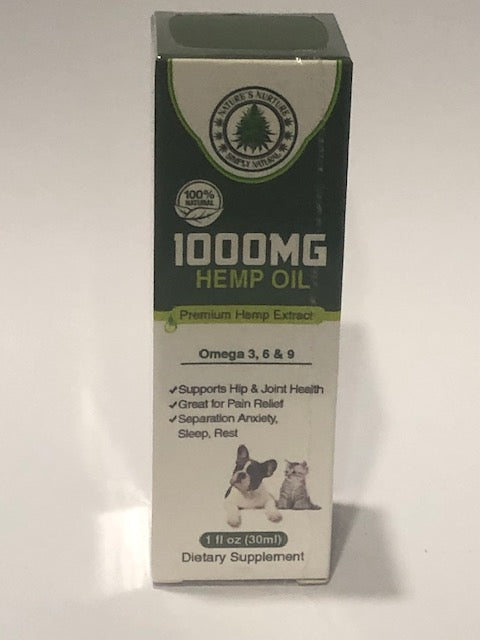 NATURE'S NURTURE
SIMPLY NATURAL
100%
NATURAL
1000MG
HEMP OIL
Premium Hemp Extract
Omega 3, 6 & 9
✓Supports Hip & Joint Health
✓Great for Pain Relief
✓Separation Anxiety,
Sleep, Rest
1 fl oz (30ml)
Dietary Supplement